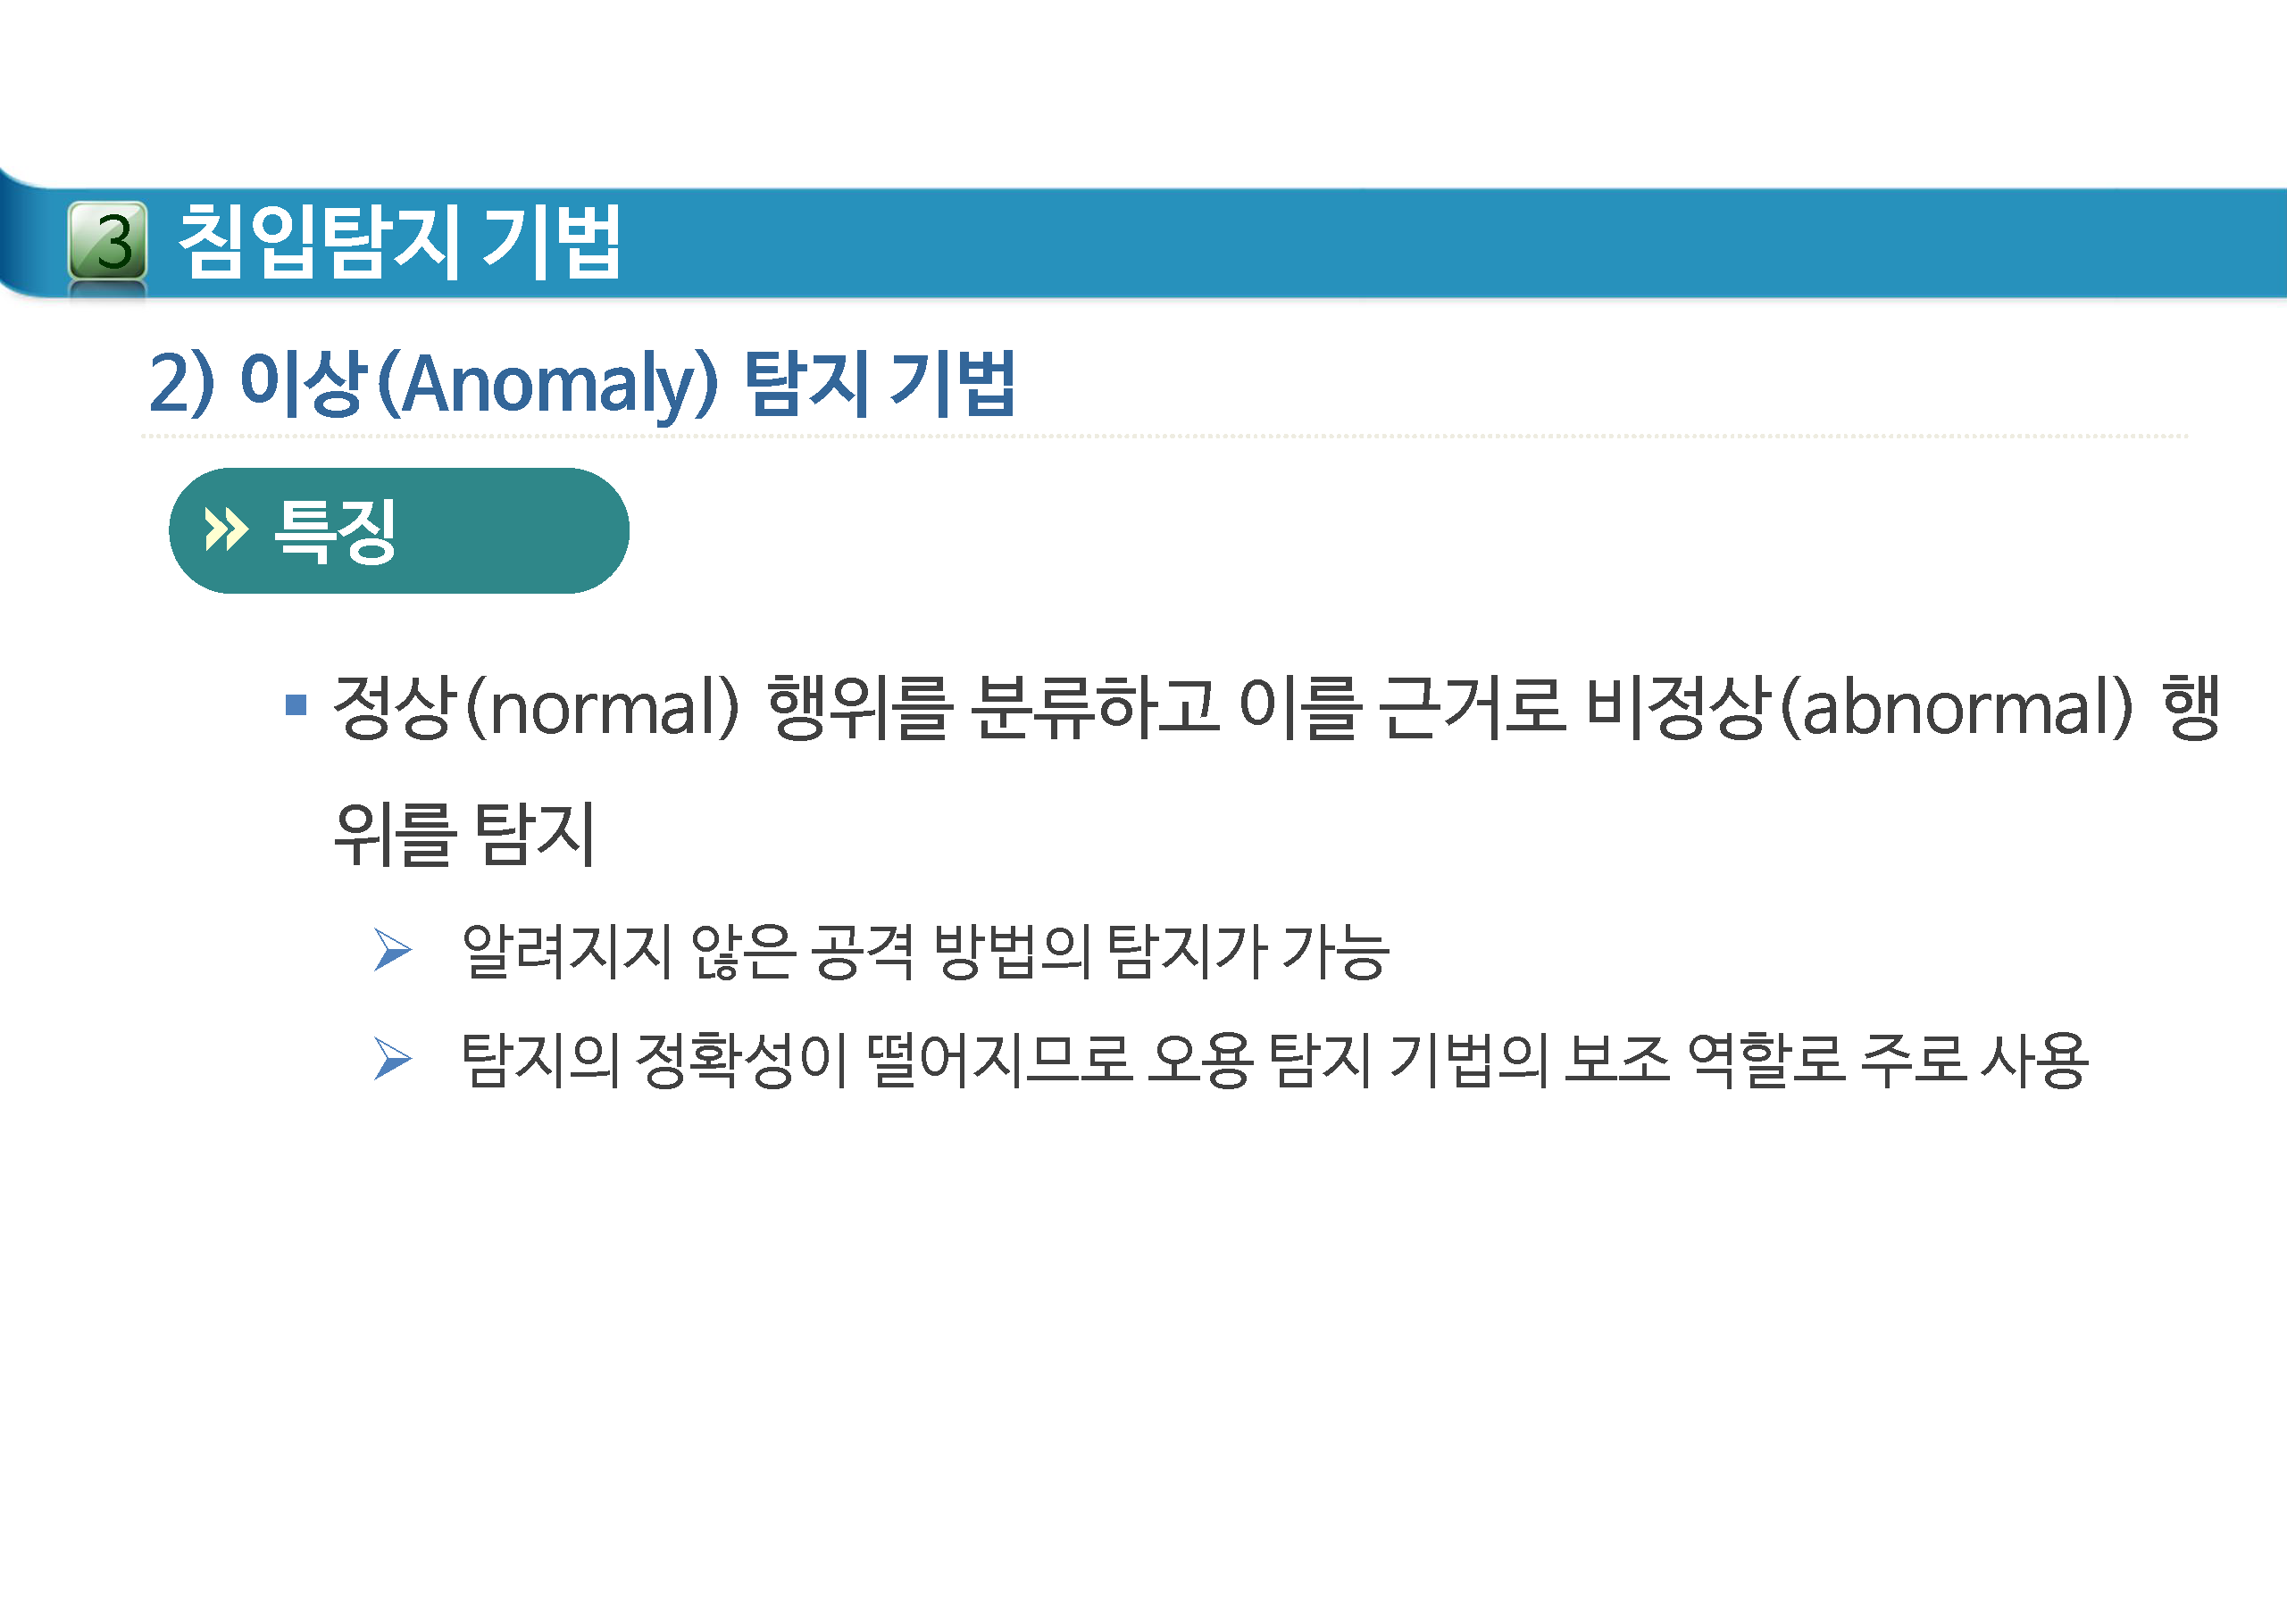 3 침입탐지 기법
2) 이상(Anomaly) 탐지 기법
특징
정상(normal) 행위를 분류하고 이를 근거로 비정상(abnormal) 행
위를 탐지
알려지지 않은 공격 방법의 탐지가 가능
탐지의 정확성이 떨어지므로 오용 탐지 기법의 보조 역할로 주로 사용